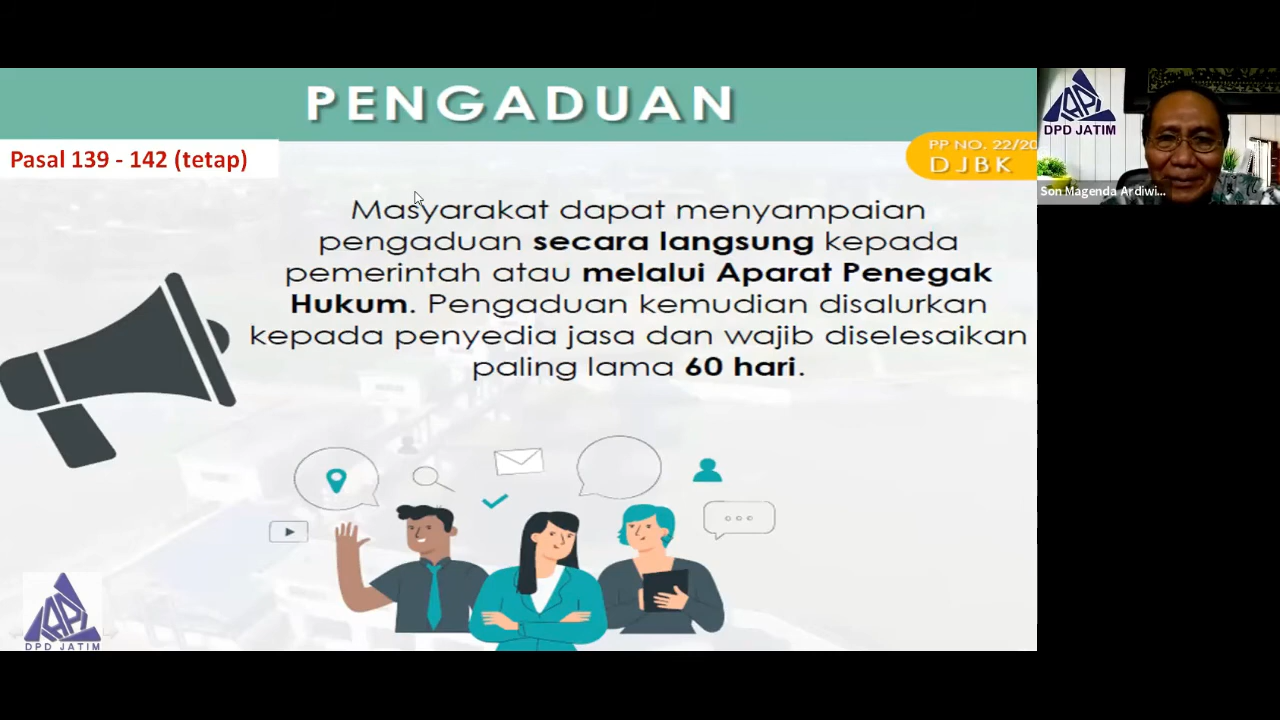 PENGADUAN
Pasal 139 - 142 (tetap)
PP NO. 22/20
DJBK
Masyarakat dapat menyampaian
pengaduan secara langsung kepada
pemerintah atau melalui Aparat Penegak
Hukum. Pengaduan kemudian disalurkan
kepada penyedia jasa dan wajib diselesaikan
paling lama 60 hari.
DPD JATIM
DPD JATIM
Son Magenda Ardiwi...